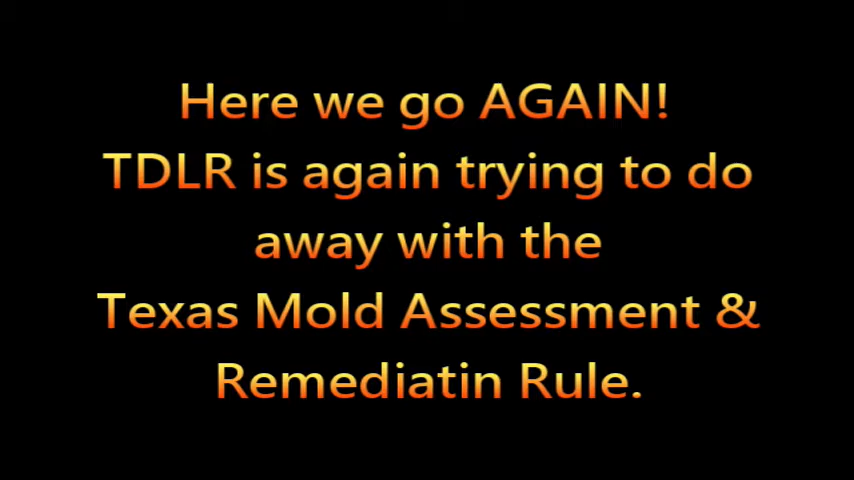 Here we go AGAIN!
TDLR is again trying to do
away with the
Texas Mold Assessment &
Remediatin Rule.